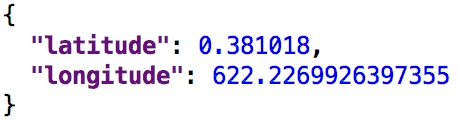 {
"latitude": 0.381018,
"longitude": 622.2269926397355
}